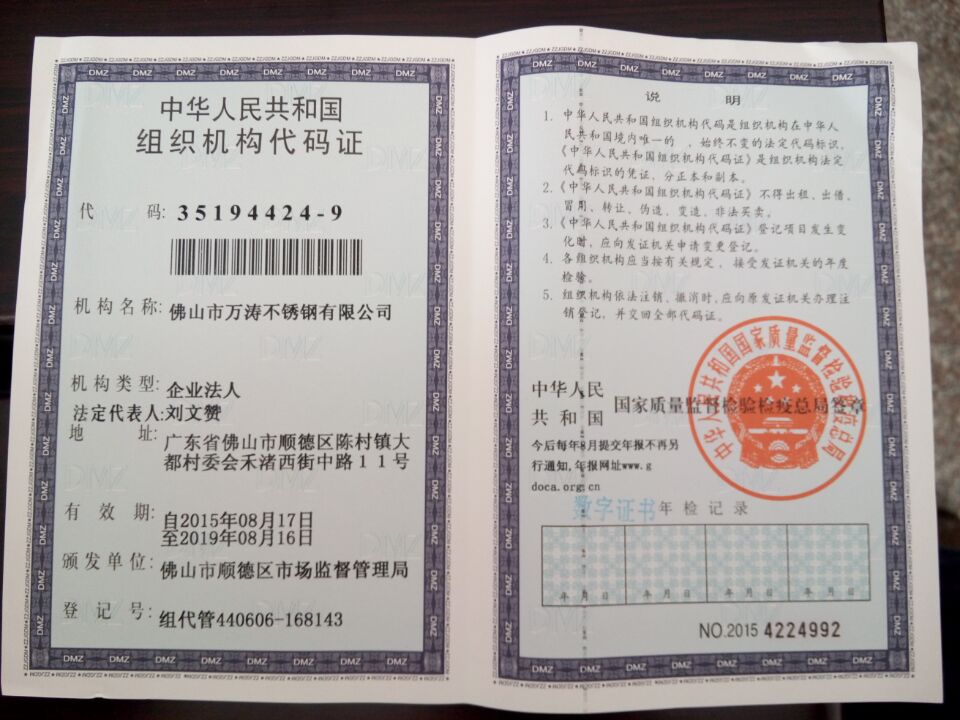 中华人民共和国
组织机构代码证
代 码: 35194424-9
机构名称: 佛山市万涛不锈钢有限公司
机构类型: 企业法人
法定代表人: 刘文赞
地 址: 广东省佛山市顺德区陈村镇大
都村委会禾渚西街中路11号
有 效 期: 自2015年08月17日
至2019年08月16日
颁发单位: 佛山市顺德区市场监督管理局
登 记 号: 组代管440606-168143
说 明
1. 中华人民共和国组织机构代码是组织机构在中华人
民共和国境内唯一的、始终不变的法定代码标识,
《中华人民共和国组织机构代码证》是组织机构法定
代码标识的凭证, 分正本和副本。
2. 《中华人民共和国组织机构代码证》不得出租、出借、
冒用、转让、伪造、变造、非法买卖。
3. 《中华人民共和国组织机构代码证》登记项目发生变
化时, 应向发证机关申请变更登记。
4. 各组织机构应当按有关规定, 接受发证机关的年度
检验。
5. 组织机构依法注销、撤消时, 应向原发证机关办理注
销登记, 并交回全部代码证。
中华人民
共和国 国家质量监督检验检疫总局签章
中华人民共和国国家质量监督检验检疫总局
今后每年8月提交年报不再另
行通知,年报网址www.g
doca.org.cn
数字证书 年检记录
年 月 日 年 月 日 年 月 日 年 月 日
NO.2015 4224992